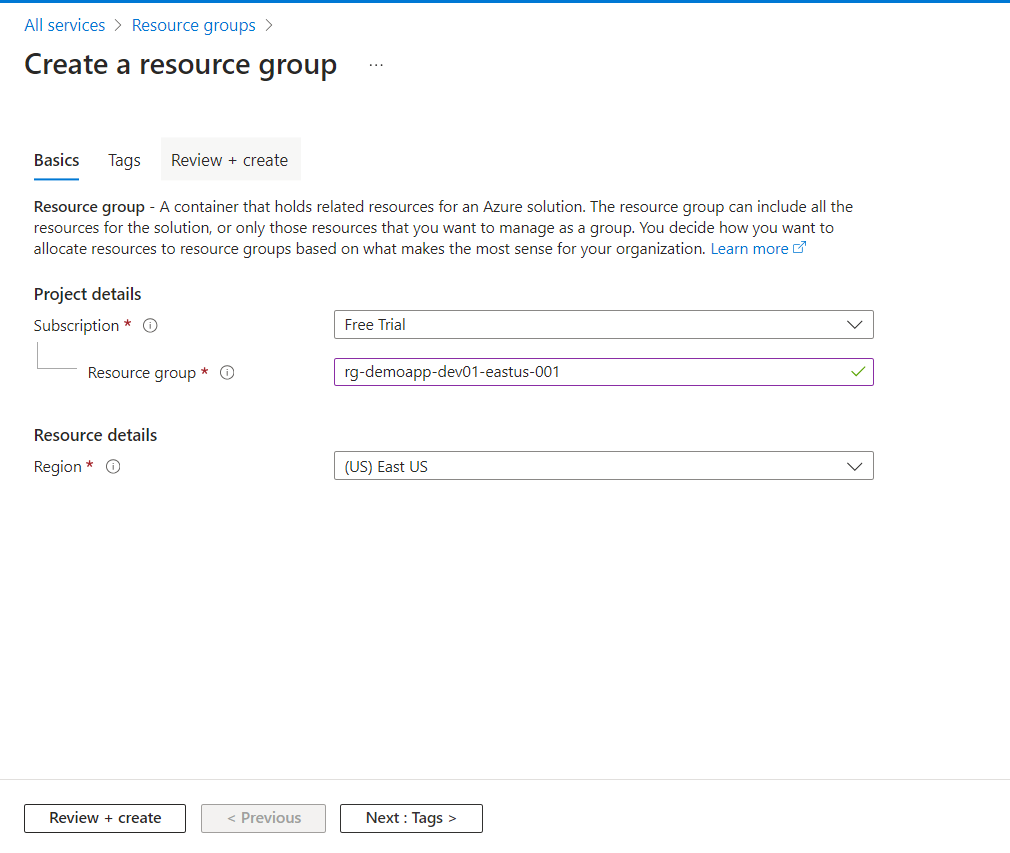 All services > Resource groups >
Create a resource group ...
Basics Tags Review + create
Resource group - A container that holds related resources for an Azure solution. The resource group can include all the
resources for the solution, or only those resources that you want to manage as a group. You decide how you want to
allocate resources to resource groups based on what makes the most sense for your organization. Learn more
Project details
Subscription * Free Trial
Resource group * rg-demoapp-dev01-eastus-001
Resource details
Region * (US) East US
Review + create < Previous Next : Tags >